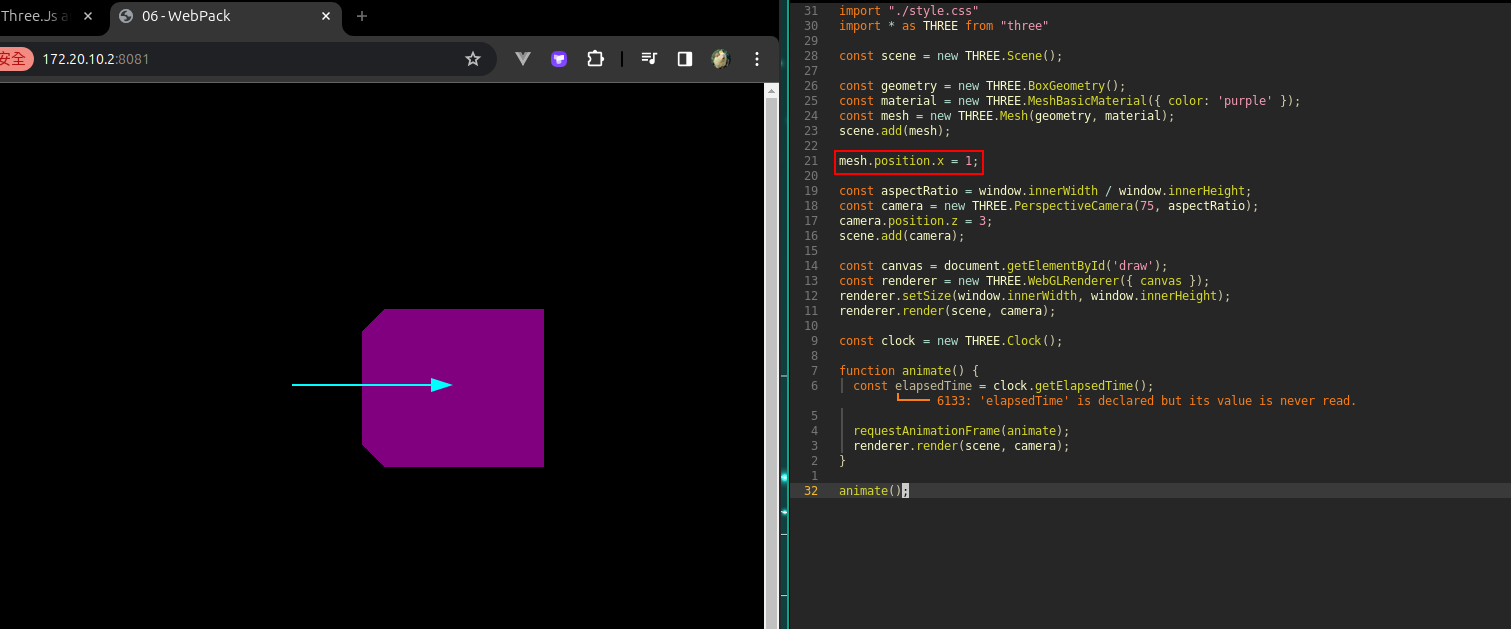 Three.Js a
06 - WebPack
安全
172.20.10.2:8081
31 import "./style.css"
30 import * as THREE from "three"
29
28 const scene = new THREE.Scene();
27
26 const geometry = new THREE.BoxGeometry();
25 const material = new THREE.MeshBasicMaterial({ color: 'purple' });
24 const mesh = new THREE.Mesh(geometry, material);
23 scene.add(mesh);
22
21 mesh.position.x = 1;
20
19 const aspectRatio = window.innerWidth / window.innerHeight;
18 const camera = new THREE.PerspectiveCamera(75, aspectRatio);
17 camera.position.z = 3;
16 scene.add(camera);
15
14 const canvas = document.getElementById('draw');
13 const renderer = new THREE.WebGLRenderer({ canvas });
12 renderer.setSize(window.innerWidth, window.innerHeight);
11 renderer.render(scene, camera);
10
9 const clock = new THREE.Clock();
8
7 function animate() {
6 const elapsedTime = clock.getElapsedTime();
6133: 'elapsedTime' is declared but its value is never read.
5
4 requestAnimationFrame(animate);
3 renderer.render(scene, camera);
2 }
1
32 animate();